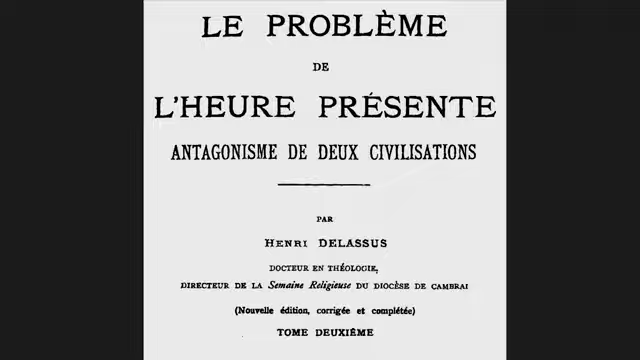 LE PROBLÈME
DE
L'HEURE PRÉSENTE
ANTAGONISME DE DEUX CIVILISATIONS
PAR
HENRI DELASSUS
DOCTEUR EN THÉOLOGIE,
DIRECTEUR DE LA Semaine Religieuse DU DIOCÈSE DE CAMBRAI
(Nouvelle édition, corrigée et complétée)
TOME DEUXIÈME